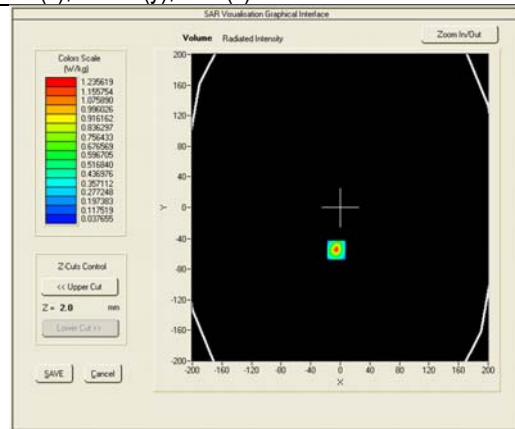 SAR Visualisation Graphical Interface
Volume Radiated Intensity
Zoom In/Out
Colors Scale
(W/kg)
1.235619
1.155754
1.075890
0.996026
0.916162
0.836297
0.756433
0.676569
0.596705
0.516840
0.436976
0.357112
0.277248
0.197383
0.117519
0.037655
Z-Cuts Control
<< Upper Cut
Z = 2.0 mm
Lower Cut >>
SAVE Cancel
200
160
120
80
40
0
-40
-80
-120
-160
-200
Y
-200 -160 -120 -80 -40 0 40 80 120 160 200
X